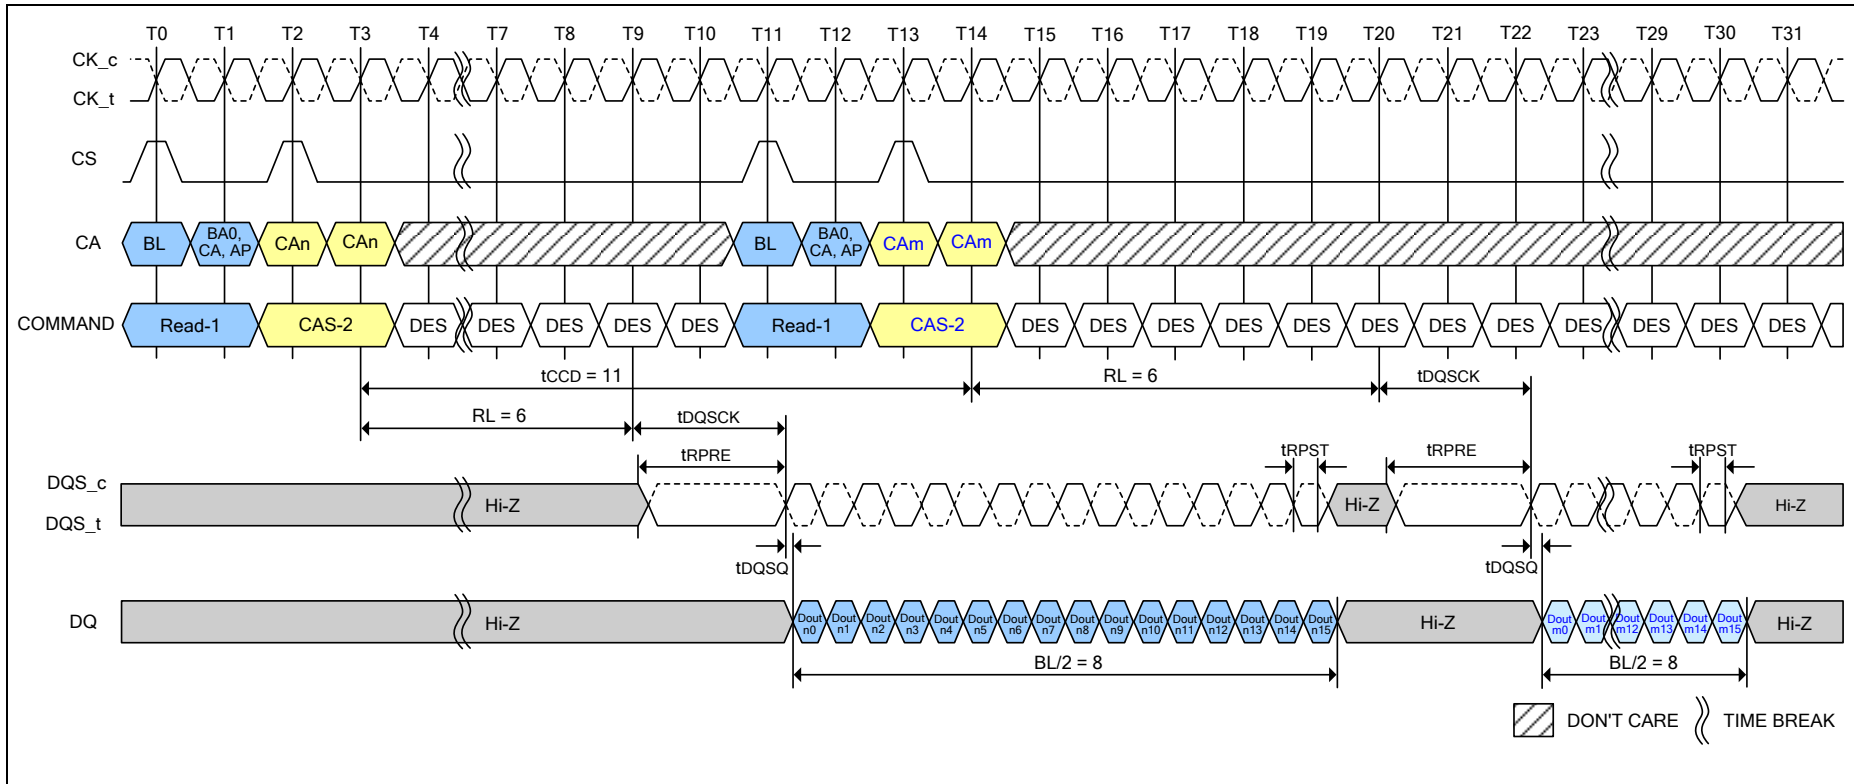 T0 T1 T2 T3 T4 T7 T8 T9 T10 T11 T12 T13 T14 T15 T16 T17 T18 T19 T20 T21 T22 T23 T29 T30 T31
CK_c
CK_t
CS
CA BL BA0, CA, AP CAn CAn BL BA0, CA, AP CAm CAm
COMMAND Read-1 CAS-2 DES DES DES DES DES Read-1 CAS-2 DES DES DES DES DES DES DES DES DES DES DES DES
tCCD = 11 RL = 6 tDQSCK
RL = 6 tDQSCK
tRPRE tRPST tRPRE tRPST
DQS_c
DQS_t
Hi-Z Hi-Z Hi-Z
tDQSQ tDQSQ
DQ Hi-Z Dout n0 Dout n1 Dout n2 Dout n3 Dout n4 Dout n5 Dout n6 Dout n7 Dout n8 Dout n9 Dout n10 Dout n11 Dout n12 Dout n13 Dout n14 Dout n15 Hi-Z Dout m0 Dout m1 Dout m12 Dout m13 Dout m14 Dout m15 Hi-Z
BL/2 = 8 BL/2 = 8
DON'T CARE TIME BREAK